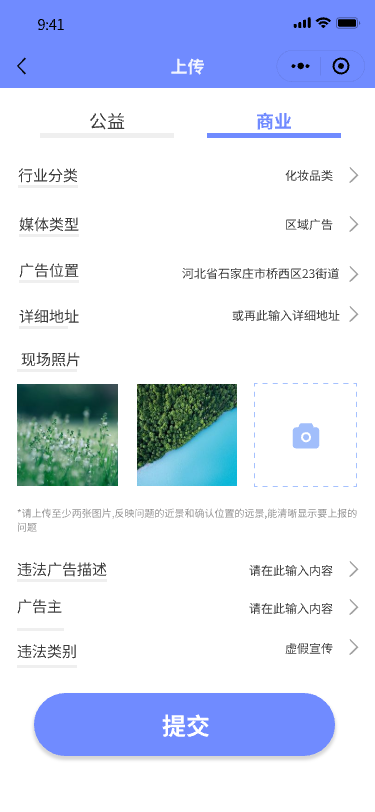 9:41
上传
公益 商业
行业分类 化妆品类
媒体类型 区域广告
广告位置 河北省石家庄市桥西区23街道
详细地址 或再此输入详细地址
现场照片
*请上传至少两张图片,反映问题的近景和确认位置的远景,能清晰显示要上报的
问题
违法广告描述 请在此输入内容
广告主 请在此输入内容
违法类别 虚假宣传
提交